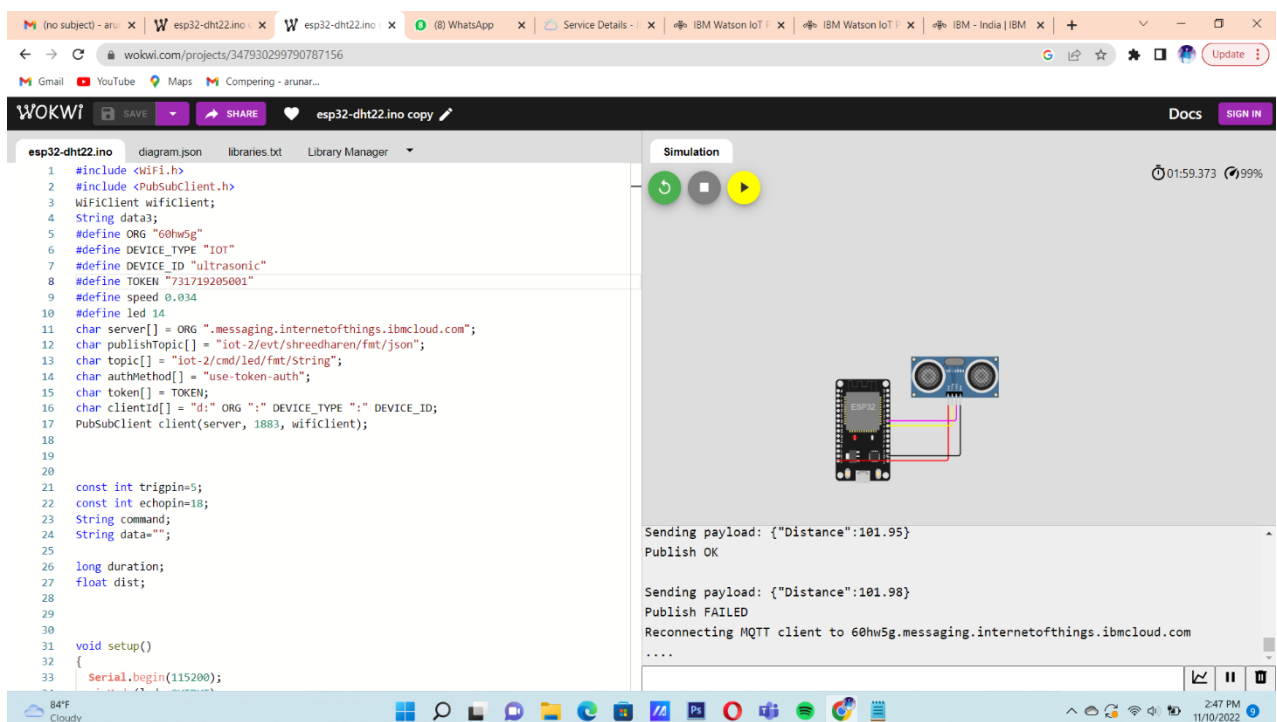 (no subject) - aru
esp32-dht22.ino c
esp32-dht22.ino
(8) WhatsApp
Service Details -
IBM Watson IoT P
IBM Watson IoT P
IBM - India | IBM
wokwi.com/projects/347930299790787156
Update
Gmail
YouTube
Maps
Compering - arunar...
WOKWi
SAVE
SHARE
esp32-dht22.ino copy
Docs
SIGN IN
esp32-dht22.ino
diagram.json
libraries.txt
Library Manager
1 #include <WiFi.h>
2 #include <PubSubClient.h>
3 WiFiClient wifiClient;
4 String data3;
5 #define ORG "60hw5g"
6 #define DEVICE_TYPE "IOT"
7 #define DEVICE_ID "ultrasonic"
8 #define TOKEN "731719205001"
9 #define speed 0.034
10 #define led 14
11 char server[] = ORG ".messaging.internetofthings.ibmcloud.com";
12 char publishTopic[] = "iot-2/evt/shreedharen/fmt/json";
13 char topic[] = "iot-2/cmd/led/fmt/String";
14 char authMethod[] = "use-token-auth";
15 char token[] = TOKEN;
16 char clientId[] = "d:" ORG ":" DEVICE_TYPE ":" DEVICE_ID;
17 PubSubClient client(server, 1883, wifiClient);
18
19
20
21 const int trigpin=5;
22 const int echopin=18;
23 String command;
24 String data="";
25
26 long duration;
27 float dist;
28
29
30
31 void setup()
32 {
33 Serial.begin(115200);
Simulation
01:59.373 99%
ESP32
Sending payload: {"Distance":101.95}
Publish OK
Sending payload: {"Distance":101.98}
Publish FAILED
Reconnecting MQTT client to 60hw5g.messaging.internetofthings.ibmcloud.com
....
84°F
Cloudy
Ps
2:47 PM
11/10/2022
9